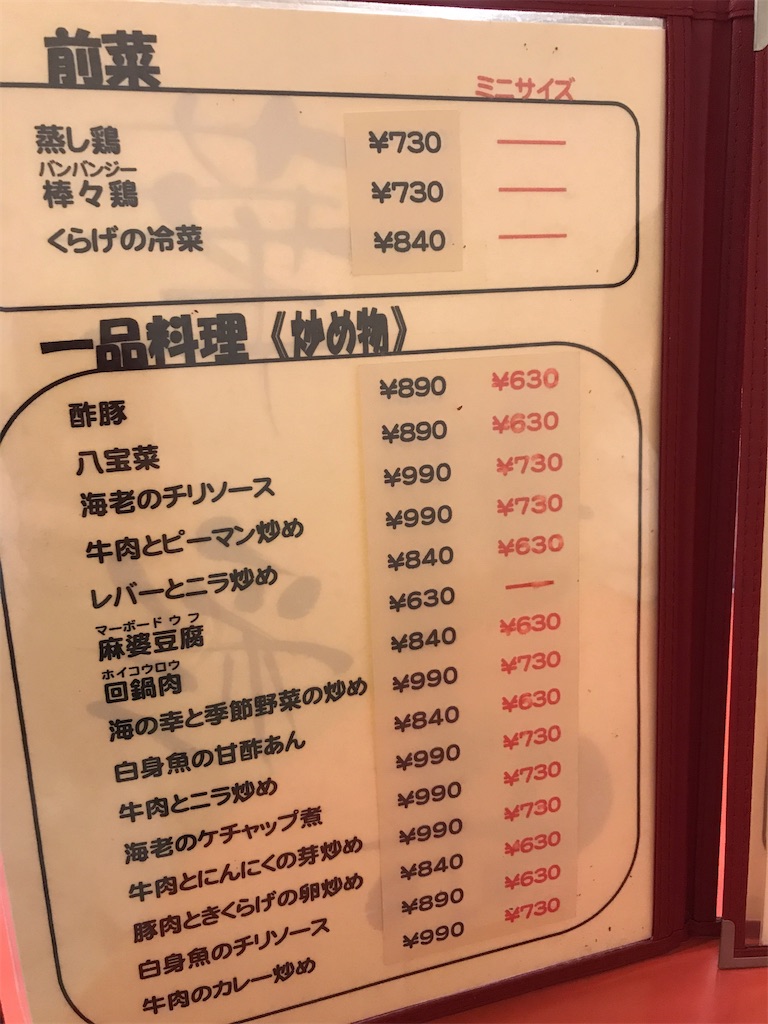 前菜
ミニサイズ
蒸し鶏 ¥730 —
バンバンジー
棒々鶏 ¥730 —
くらげの冷菜 ¥840 —
一品料理《炒め物》
酢豚 ¥890 ¥630
八宝菜 ¥890 ¥630
海老のチリソース ¥990 ¥730
牛肉とピーマン炒め ¥990 ¥730
レバーとニラ炒め ¥840 ¥630
マーボードウフ
麻婆豆腐 ¥630 —
ホイコウロウ
回鍋肉 ¥840 ¥630
海の幸と季節野菜の炒め ¥990 ¥730
白身魚の甘酢あん ¥840 ¥630
牛肉とニラ炒め ¥990 ¥730
海老のケチャップ煮 ¥990 ¥730
牛肉とにんにくの芽炒め ¥990 ¥730
豚肉ときくらげの卵炒め ¥840 ¥630
白身魚のチリソース ¥890 ¥630
牛肉のカレー炒め ¥990 ¥730